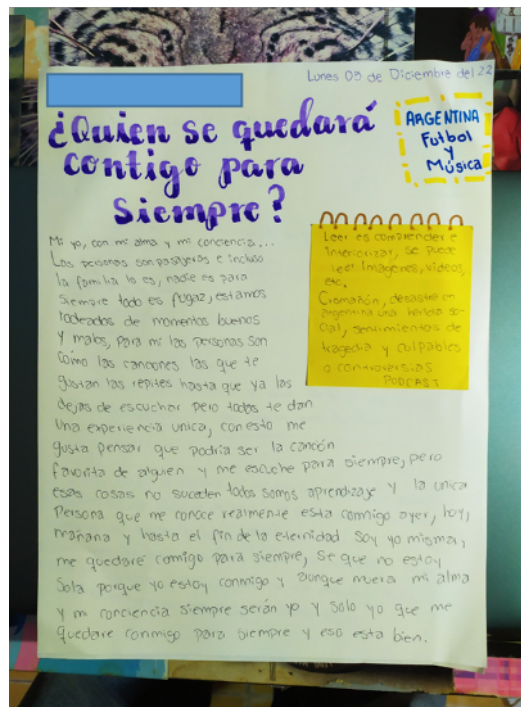 Lunes 05 de Diciembre del 22
¿Quien se quedará
contigo para
siempre?
ARGENTINA
Futbol
y
Música
Mi yo, con mi alma y mi conciencia...
Las personas son pasajeras e incluso
la familia lo es, nadie es para
siempre todo es fugaz, estamos
rodeados de momentos buenos
y malos, para mi las personas son
como las canciones las que te
gustan las repites hasta que ya las
dejas de escuchar pero todas te dan
una experiencia unica, con esto me
gusta pensar que podria ser la canción
favorita de alguien y me escuche para siempre, pero
esas cosas no suceden todos somos aprendizaje y la unica
persona que me conoce realmente esta conmigo ayer, hoy,
mañana y hasta el fin de la eternidad soy yo misma,
me quedaré comigo para siempre, se que no estoy
sola porque yo estoy conmigo y aunque muera mi alma
y mi conciencia siempre serán yo y solo yo que me
quedare conmigo para siempre y eso esta bien.
Leer es comprender e
interiorizar, se puede
leer imagenes, videos,
etc.
Cromañón, desastre en
argentina una herida so-
cial, sentimientos de
tragedia y culpables
o controversias
PODCAST